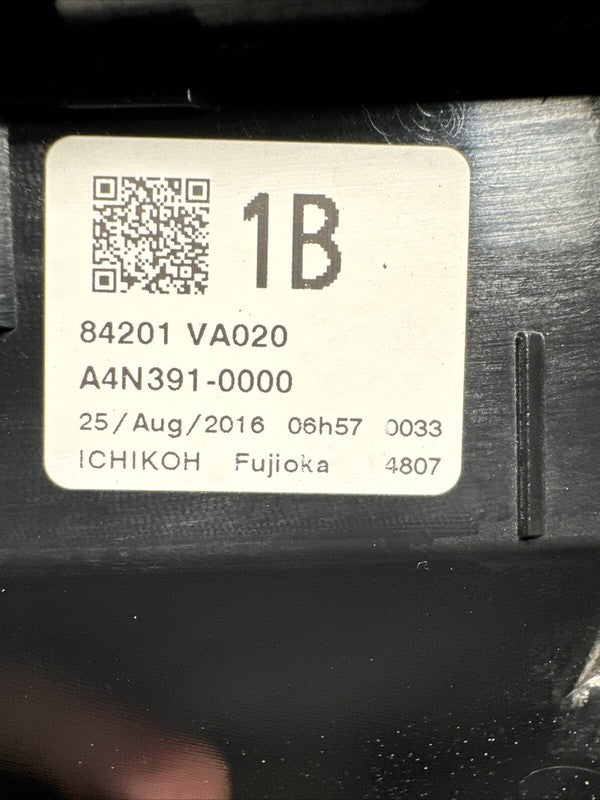 1B
84201 VA020
A4N391-0000
25/Aug/2016 06h57 0033
ICHIKOH Fujioka 4807